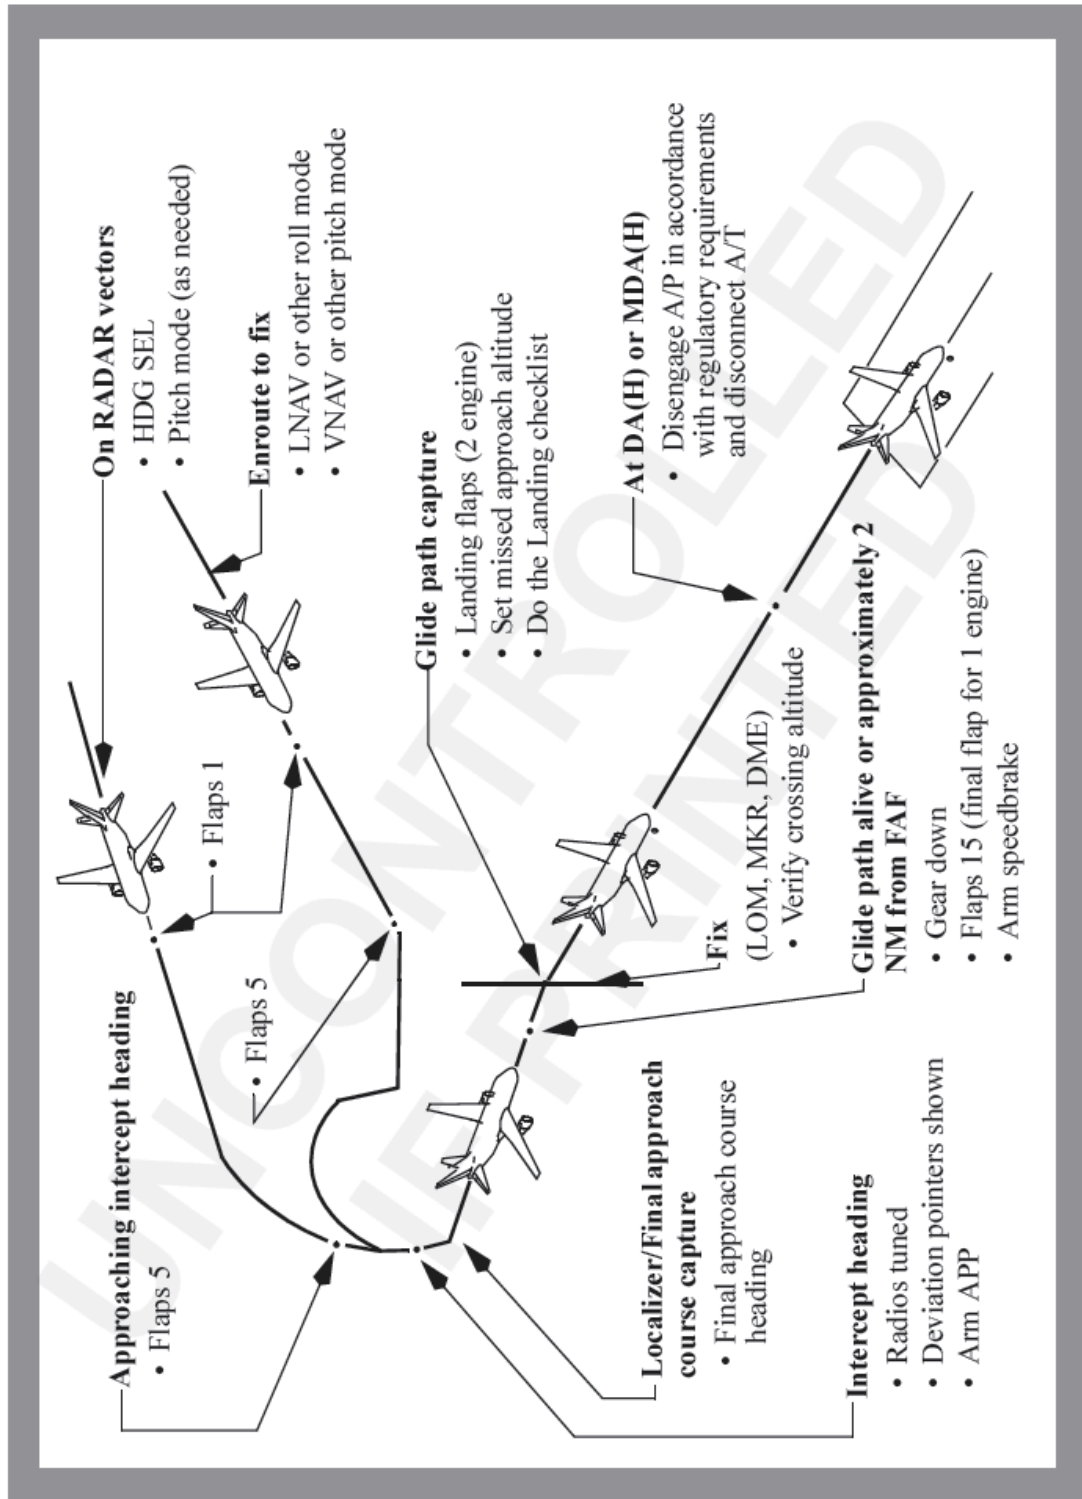 On RADAR vectors
• HDG SEL
• Pitch mode (as needed)
Enroute to fix
• LNAV or other roll mode
• VNAV or other pitch mode
• Flaps 1
Approaching intercept heading
• Flaps 5
• Flaps 5
Glide path capture
• Landing flaps (2 engine)
• Set missed approach altitude
• Do the Landing checklist
At DA(H) or MDA(H)
• Disengage A/P in accordance
with regulatory requirements
and disconnect A/T
Fix
(LOM, MKR, DME)
• Verify crossing altitude
Localizer/Final approach
course capture
• Final approach course
heading
Intercept heading
• Radios tuned
• Deviation pointers shown
• Arm APP
Glide path alive or approximately 2
NM from FAF
• Gear down
• Flaps 15 (final flap for 1 engine)
• Arm speedbrake
UNCONTROLLED
IF PRINTED